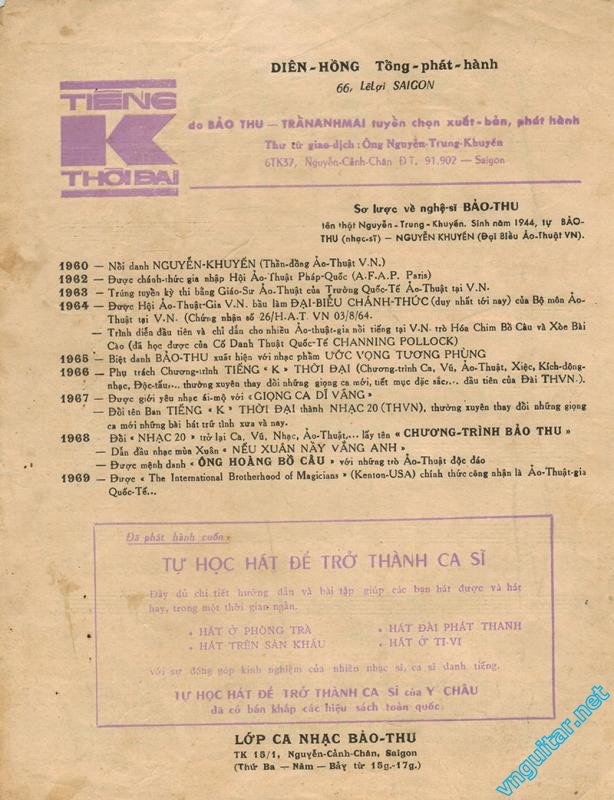 DIÊN-HỒNG Tổng-phát-hành
66, Lê Lợi SAIGON
TIẾNG
K
THỜI ĐẠI
do BẢO THU — TRẦNANHMAI tuyển chọn xuất-bản, phát hành
Thư từ giao-dịch : Ông Nguyễn-Trung-Khuyến
6TK37, Nguyễn-Cảnh-Chân ĐT. 91.902 — Saigon
Sơ lược về nghệ-sĩ BẢO-THU
tên thật Nguyễn-Trung-Khuyến. Sinh năm 1944, tự BẢO-
THU (nhạc-sĩ) — NGUYỄN KHUYẾN (Đại Biểu Ảo-Thuật VN).
1960 — Nổi danh NGUYỄN-KHUYẾN (Thần-đồng Ảo-Thuật V.N.)
1962 — Được chánh-thức gia nhập Hội Ảo-Thuật Pháp-Quốc (A.F.A.P. Paris)
1963 — Trúng tuyển kỳ thi bằng Giáo-Sư Ảo-Thuật của Trường Quốc-Tế Ảo-Thuật tại V.N.
1964 — Được Hội Ảo-Thuật-Gia V.N. bầu làm ĐẠI-BIỂU CHÁNH-THỨC (duy nhất tới nay) của Bộ môn Ảo-
Thuật tại V.N. (Chứng nhận số 26/H.A.T. VN 03/8/64.
— Trình diễn đầu tiên và chỉ dẫn cho nhiều Ảo-thuật-gia nổi tiếng tại V.N. trò Hóa Chim Bồ Câu và Xòe Bài
Cào (đã học được của Cố Danh Thuật Quốc-Tế CHANNING POLLOCK)
1965 — Biệt danh BẢO-THU xuất hiện với nhạc phẩm ƯỚC VỌNG TƯƠNG PHÙNG
1966 — Phụ trách Chương-trình TIẾNG « K » THỜI ĐẠI (Chương-trình Ca, Vũ, Ảo-Thuật, Xiệc, Kích-động-
nhạc, Độc-tấu,... thường xuyên thay đổi những giọng ca mới, tiết mục đặc sắc,... đầu tiên của Đài THVN.).
1967 — Được giới yêu nhạc ái-mộ với «GIỌNG CA DĨ VÃNG»
— Đổi tên Ban TIẾNG «K» THỜI ĐẠI thành NHẠC 20 (THVN), thường xuyên thay đổi những giọng
ca mới những bài hát trữ tình xưa và nay.
1968 — Đổi « NHẠC 20 » trở lại Ca, Vũ, Nhạc, Ảo-Thuật,... lấy tên « CHƯƠNG-TRÌNH BẢO THU »
— Dẫn đầu nhạc mùa Xuân « NẾU XUÂN NÀY VẮNG ANH »
— Được mệnh danh « ÔNG HOÀNG BỒ CÂU » với những trò Ảo-Thuật độc đáo
1969 — Được « The International Brotherhood of Magicians » (Kenton-USA) chính thức công nhận là Ảo-Thuật-gia
Quốc-Tế...
Đã phát hành cuốn :
TỰ HỌC HÁT ĐỂ TRỞ THÀNH CA SĨ
Đầy đủ chi tiết hướng dẫn và bài tập giúp các bạn hát được và hát
hay, trong một thời gian ngắn.
• HÁT Ở PHÒNG TRÀ • HÁT ĐÀI PHÁT THANH
• HÁT TRÊN SÂN KHẤU • HÁT Ở TI-VI
Với sự đóng góp kinh nghiệm của nhiều nhạc sĩ, ca sĩ danh tiếng.
TỰ HỌC HÁT ĐỂ TRỞ THÀNH CA SĨ của Y CHÂU
đã có bán khắp các hiệu sách toàn quốc.
LỚP CA NHẠC BẢO-THU
TK 15/1, Nguyễn-Cảnh-Chân, Saigon
(Thứ Ba — Năm — Bảy từ 15g.-17g.)
vnguitar.net